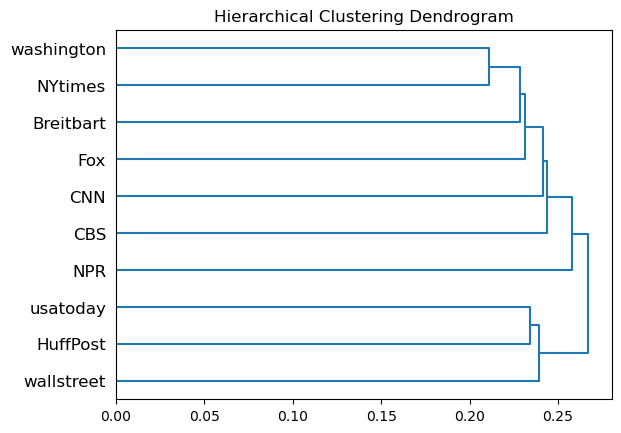 Hierarchical Clustering Dendrogram
washington
NYtimes
Breitbart
Fox
CNN
CBS
NPR
usatoday
HuffPost
wallstreet
0.00 0.05 0.10 0.15 0.20 0.25